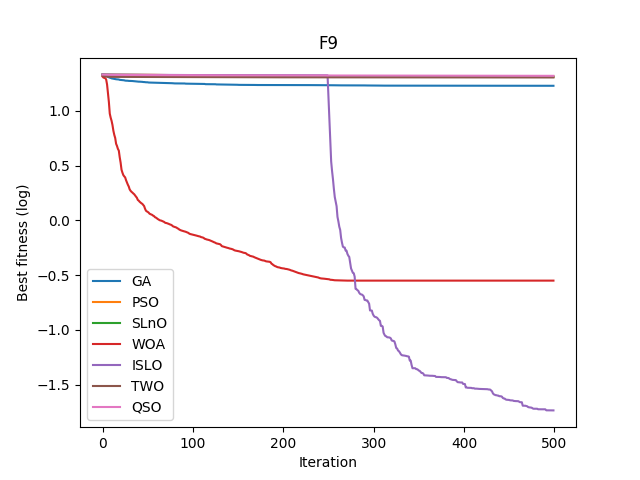 F9
Best fitness (log)
1.0
0.5
0.0
−0.5
−1.0
−1.5
GA
PSO
SLnO
WOA
ISLO
TWO
QSO
0 100 200 300 400 500
Iteration